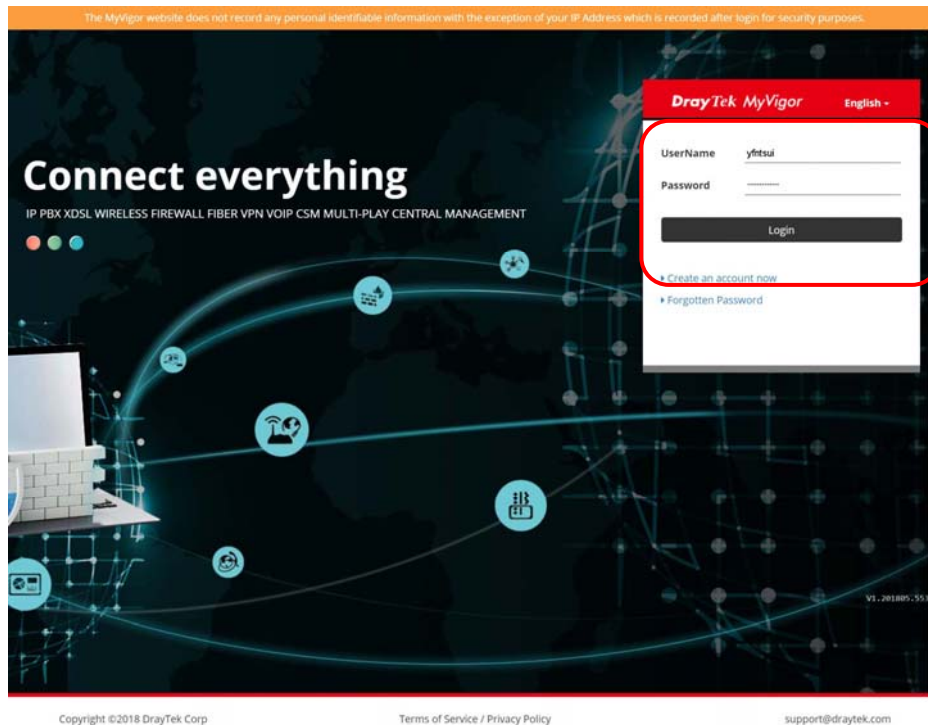 The MyVigor website does not record any personal identifiable information with the exception of your IP Address which is recorded after login for security purposes.
DrayTek MyVigor English
UserName yfntsui
Password
Login
Create an account now
Forgotten Password
Connect everything
IP PBX XDSL WIRELESS FIREWALL FIBER VPN VOIP CSM MULTI-PLAY CENTRAL MANAGEMENT
V1.201805.553
Copyright ©2018 DrayTek Corp Terms of Service / Privacy Policy support@draytek.com